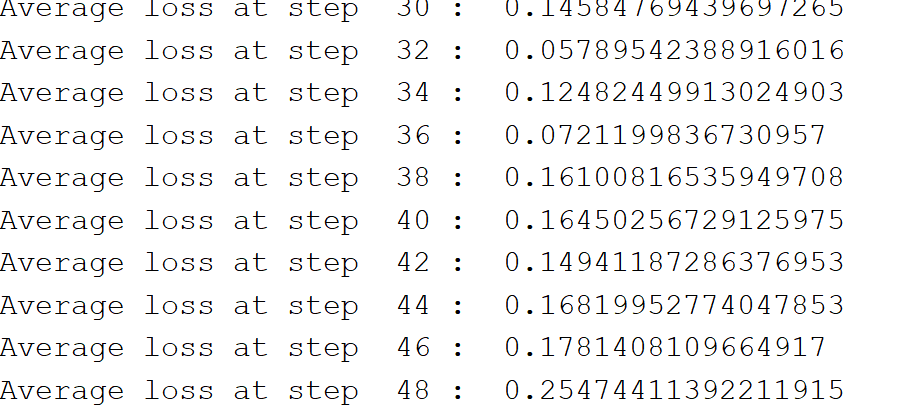 Average loss at step  30 :  0.14584769439697265
Average loss at step  32 :  0.05789542388916016
Average loss at step  34 :  0.12482449913024903
Average loss at step  36 :  0.0721199836730957
Average loss at step  38 :  0.16100816535949708
Average loss at step  40 :  0.16450256729125975
Average loss at step  42 :  0.14941187286376953
Average loss at step  44 :  0.16819952774047853
Average loss at step  46 :  0.1781408109664917
Average loss at step  48 :  0.25474411392211915